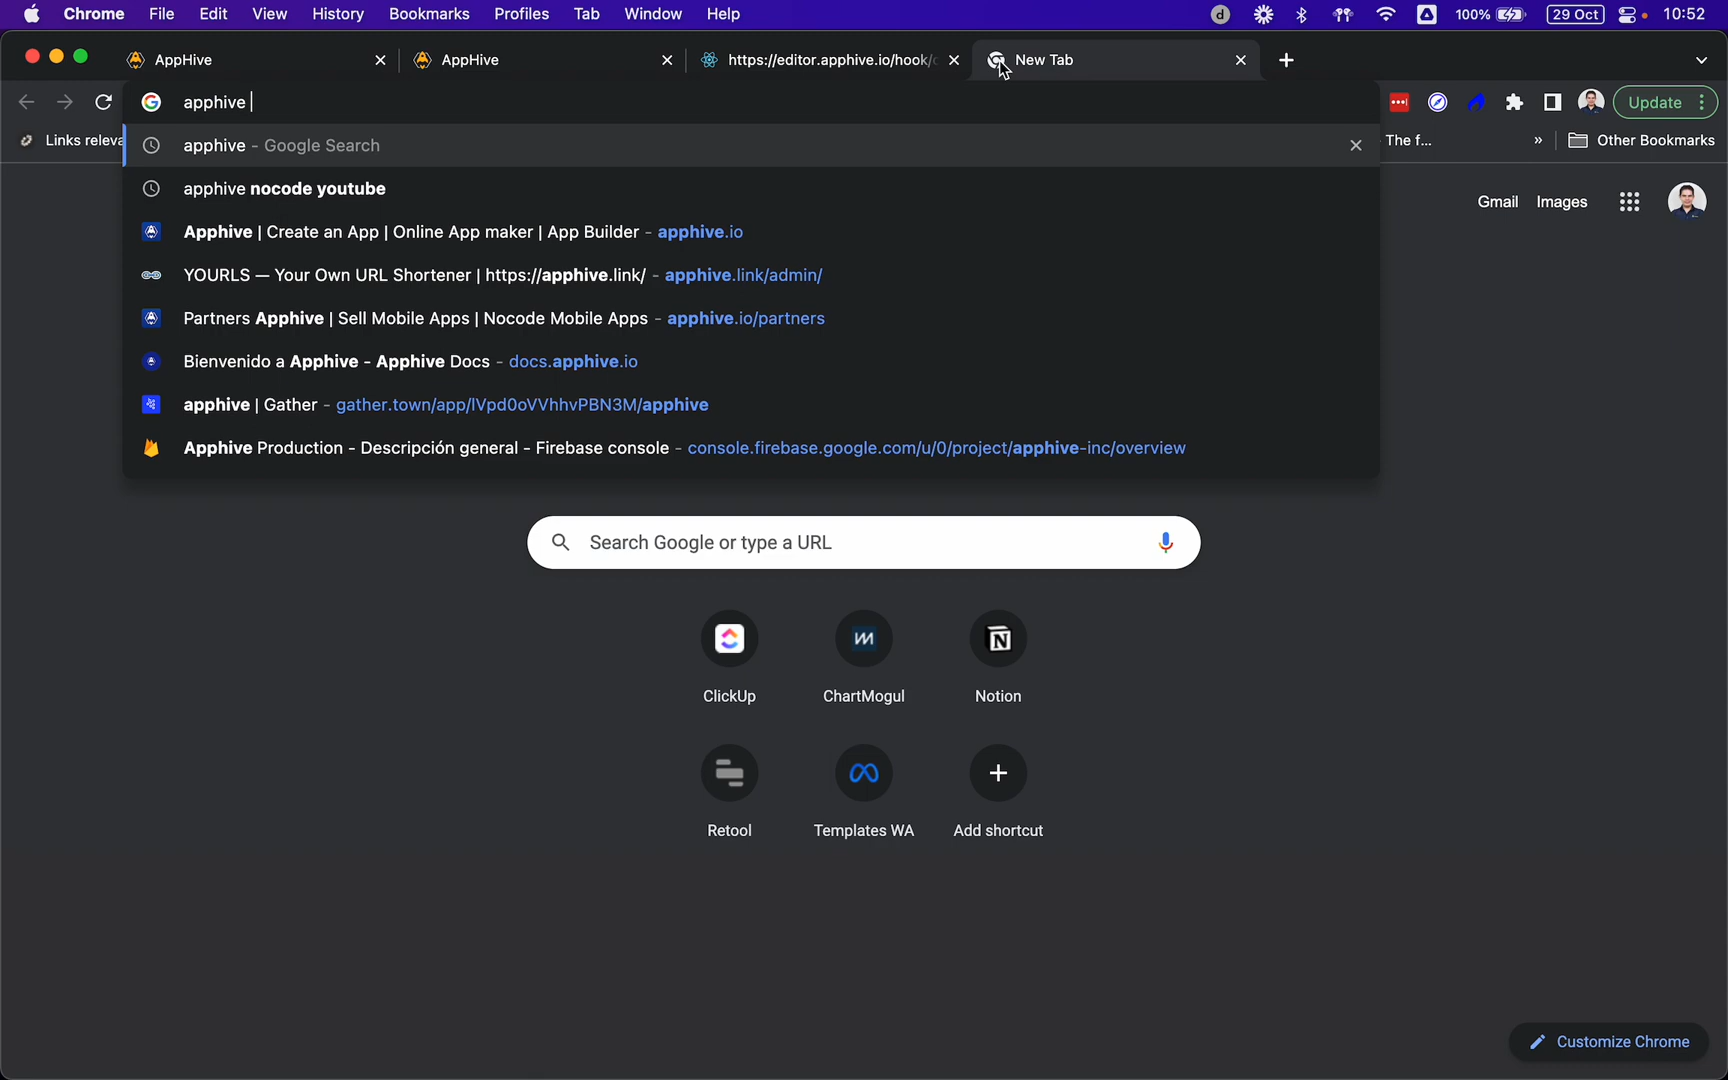 Chrome File Edit View History Bookmarks Profiles Tab Window Help d 100% 29 Oct 10:52
AppHive AppHive https://editor.apphive.io/hook/ New Tab
apphive Update
Links releva The f... » Other Bookmarks
apphive - Google Search
apphive nocode youtube
Gmail Images
Apphive | Create an App | Online App maker | App Builder - apphive.io
YOURLS — Your Own URL Shortener | https://apphive.link/ - apphive.link/admin/
Partners Apphive | Sell Mobile Apps | Nocode Mobile Apps - apphive.io/partners
Bienvenido a Apphive - Apphive Docs - docs.apphive.io
apphive | Gather - gather.town/app/lVpd0oVVhhvPBN3M/apphive
Apphive Production - Descripción general - Firebase console - console.firebase.google.com/u/0/project/apphive-inc/overview
Search Google or type a URL
ClickUp ChartMogul Notion
Retool Templates WA Add shortcut
Customize Chrome